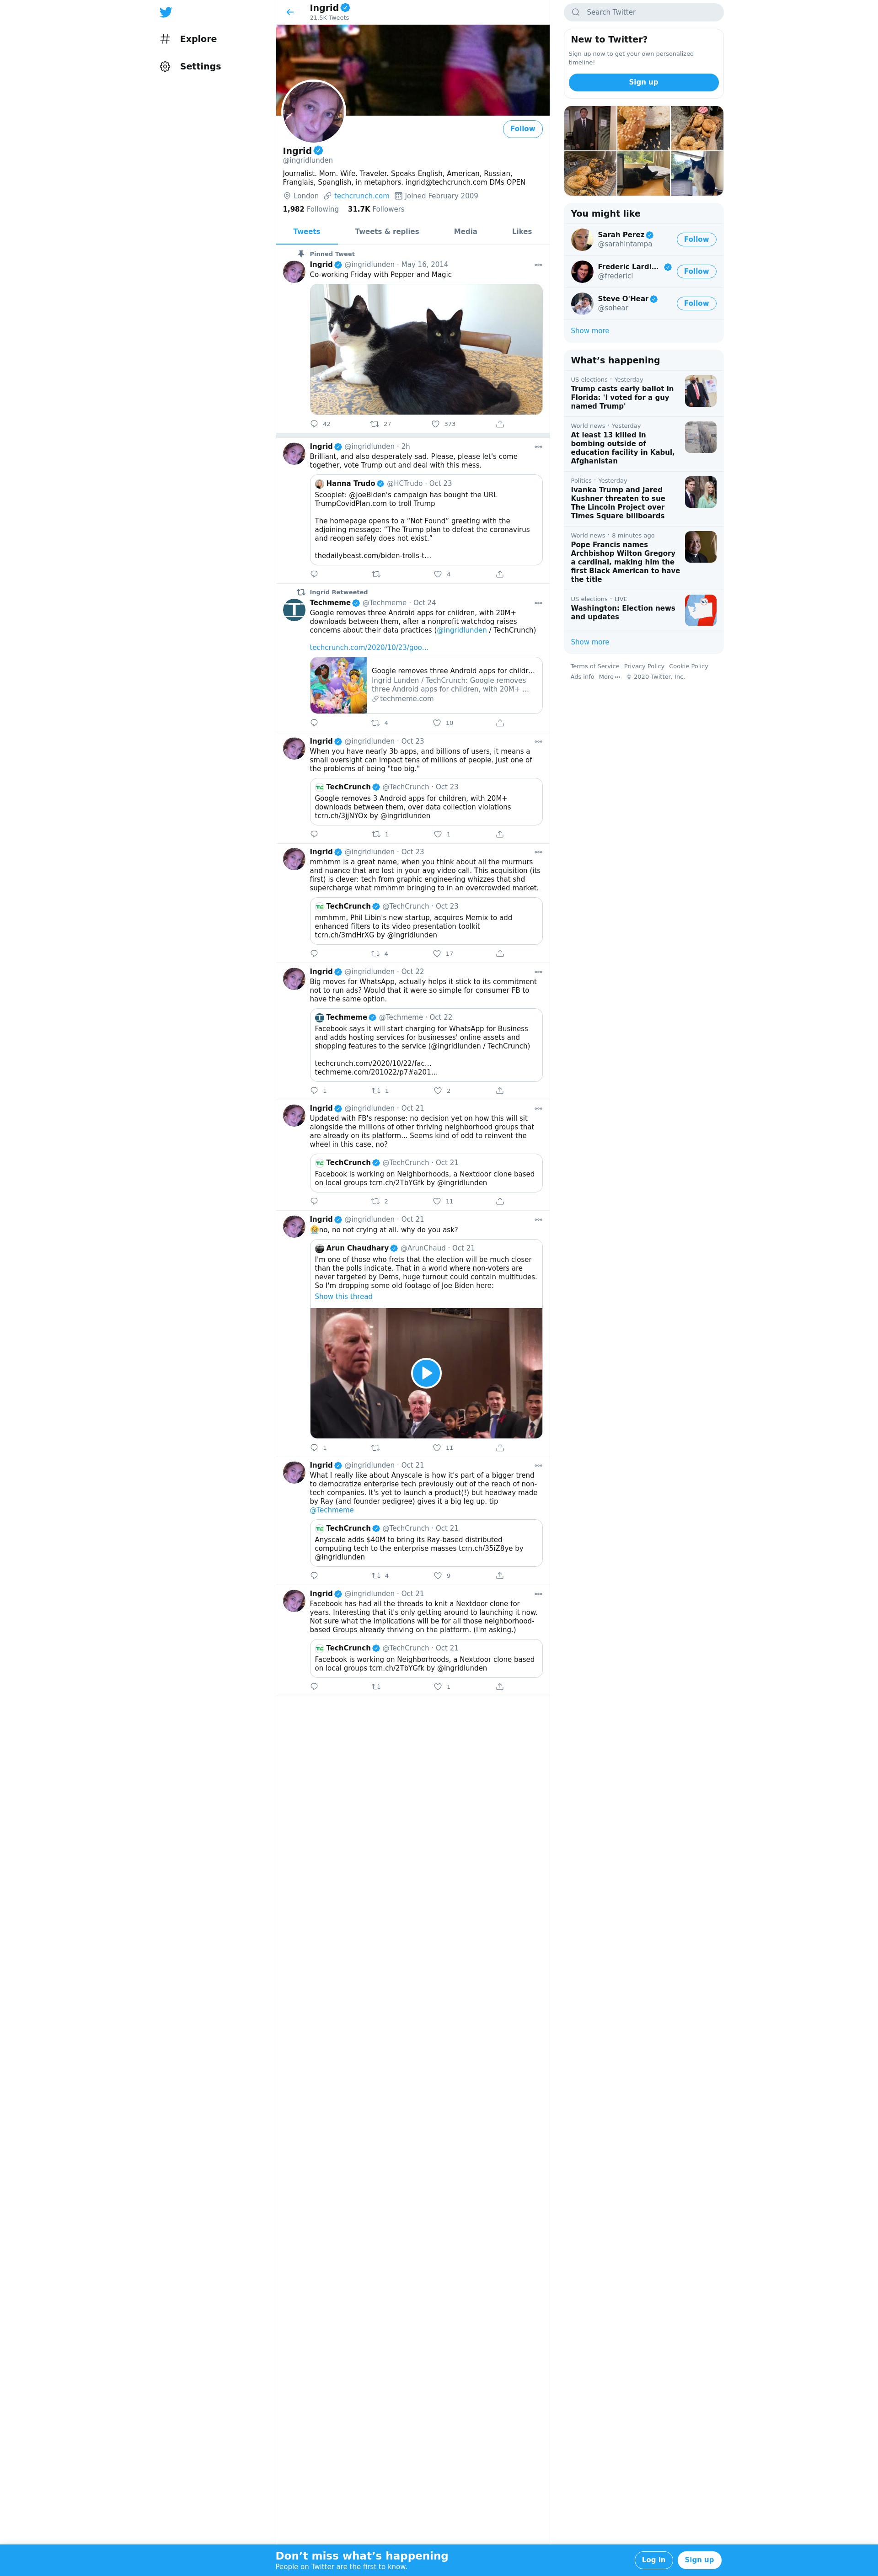 Explore
Settings
Ingrid
21.5K Tweets
Follow
Ingrid
@ingridlunden
Journalist. Mom. Wife. Traveler. Speaks English, American, Russian,
Franglais, Spanglish, in metaphors. ingrid@techcrunch.com DMs OPEN
London techcrunch.com Joined February 2009
1,982 Following 31.7K Followers
Tweets Tweets & replies Media Likes
Pinned Tweet
Ingrid @ingridlunden · May 16, 2014
Co-working Friday with Pepper and Magic
42 27 373
Ingrid @ingridlunden · 2h
Brilliant, and also desperately sad. Please, please let's come
together, vote Trump out and deal with this mess.
Hanna Trudo @HCTrudo · Oct 23
Scooplet: @JoeBiden's campaign has bought the URL
TrumpCovidPlan.com to troll Trump
The homepage opens to a “Not Found” greeting with the
adjoining message: “The Trump plan to defeat the coronavirus
and reopen safely does not exist.”
thedailybeast.com/biden-trolls-t…
4
Ingrid Retweeted
Techmeme @Techmeme · Oct 24
Google removes three Android apps for children, with 20M+
downloads between them, after a nonprofit watchdog raises
concerns about their data practices (@ingridlunden / TechCrunch)
techcrunch.com/2020/10/23/goo…
Google removes three Android apps for childr…
Ingrid Lunden / TechCrunch: Google removes
three Android apps for children, with 20M+ …
techmeme.com
4 10
Ingrid @ingridlunden · Oct 23
When you have nearly 3b apps, and billions of users, it means a
small oversight can impact tens of millions of people. Just one of
the problems of being "too big."
TechCrunch @TechCrunch · Oct 23
Google removes 3 Android apps for children, with 20M+
downloads between them, over data collection violations
tcrn.ch/3jjNYOx by @ingridlunden
1 1
Ingrid @ingridlunden · Oct 23
mmhmm is a great name, when you think about all the murmurs
and nuance that are lost in your avg video call. This acquisition (its
first) is clever: tech from graphic engineering whizzes that shd
supercharge what mmhmm bringing to in an overcrowded market.
TechCrunch @TechCrunch · Oct 23
mmhmm, Phil Libin's new startup, acquires Memix to add
enhanced filters to its video presentation toolkit
tcrn.ch/3mdHrXG by @ingridlunden
4 17
Ingrid @ingridlunden · Oct 22
Big moves for WhatsApp, actually helps it stick to its commitment
not to run ads? Would that it were so simple for consumer FB to
have the same option.
Techmeme @Techmeme · Oct 22
Facebook says it will start charging for WhatsApp for Business
and adds hosting services for businesses' online assets and
shopping features to the service (@ingridlunden / TechCrunch)
techcrunch.com/2020/10/22/fac…
techmeme.com/201022/p7#a201…
1 1 2
Ingrid @ingridlunden · Oct 21
Updated with FB's response: no decision yet on how this will sit
alongside the millions of other thriving neighborhood groups that
are already on its platform... Seems kind of odd to reinvent the
wheel in this case, no?
TechCrunch @TechCrunch · Oct 21
Facebook is working on Neighborhoods, a Nextdoor clone based
on local groups tcrn.ch/2TbYGfk by @ingridlunden
2 11
Ingrid @ingridlunden · Oct 21
😭no, no not crying at all. why do you ask?
Arun Chaudhary @ArunChaud · Oct 21
I'm one of those who frets that the election will be much closer
than the polls indicate. That in a world where non-voters are
never targeted by Dems, huge turnout could contain multitudes.
So I'm dropping some old footage of Joe Biden here:
Show this thread
1 11
Ingrid @ingridlunden · Oct 21
What I really like about Anyscale is how it's part of a bigger trend
to democratize enterprise tech previously out of the reach of non-
tech companies. It's yet to launch a product(!) but headway made
by Ray (and founder pedigree) gives it a big leg up. tip
@Techmeme
TechCrunch @TechCrunch · Oct 21
Anyscale adds $40M to bring its Ray-based distributed
computing tech to the enterprise masses tcrn.ch/35iZ8ye by
@ingridlunden
4 9
Ingrid @ingridlunden · Oct 21
Facebook has had all the threads to knit a Nextdoor clone for
years. Interesting that it's only getting around to launching it now.
Not sure what the implications will be for all those neighborhood-
based Groups already thriving on the platform. (I'm asking.)
TechCrunch @TechCrunch · Oct 21
Facebook is working on Neighborhoods, a Nextdoor clone based
on local groups tcrn.ch/2TbYGfk by @ingridlunden
1
Search Twitter
New to Twitter?
Sign up now to get your own personalized
timeline!
Sign up
You might like
Sarah Perez
@sarahintampa
Follow
Frederic Lardi…
@fredericl
Follow
Steve O'Hear
@sohear
Follow
Show more
What’s happening
US elections · Yesterday
Trump casts early ballot in
Florida: 'I voted for a guy
named Trump'
World news · Yesterday
At least 13 killed in
bombing outside of
education facility in Kabul,
Afghanistan
Politics · Yesterday
Ivanka Trump and Jared
Kushner threaten to sue
The Lincoln Project over
Times Square billboards
World news · 8 minutes ago
Pope Francis names
Archbishop Wilton Gregory
a cardinal, making him the
first Black American to have
the title
US elections · LIVE
Washington: Election news
and updates
Show more
Terms of Service Privacy Policy Cookie Policy
Ads info More © 2020 Twitter, Inc.
Don’t miss what’s happening
People on Twitter are the first to know.
Log in Sign up